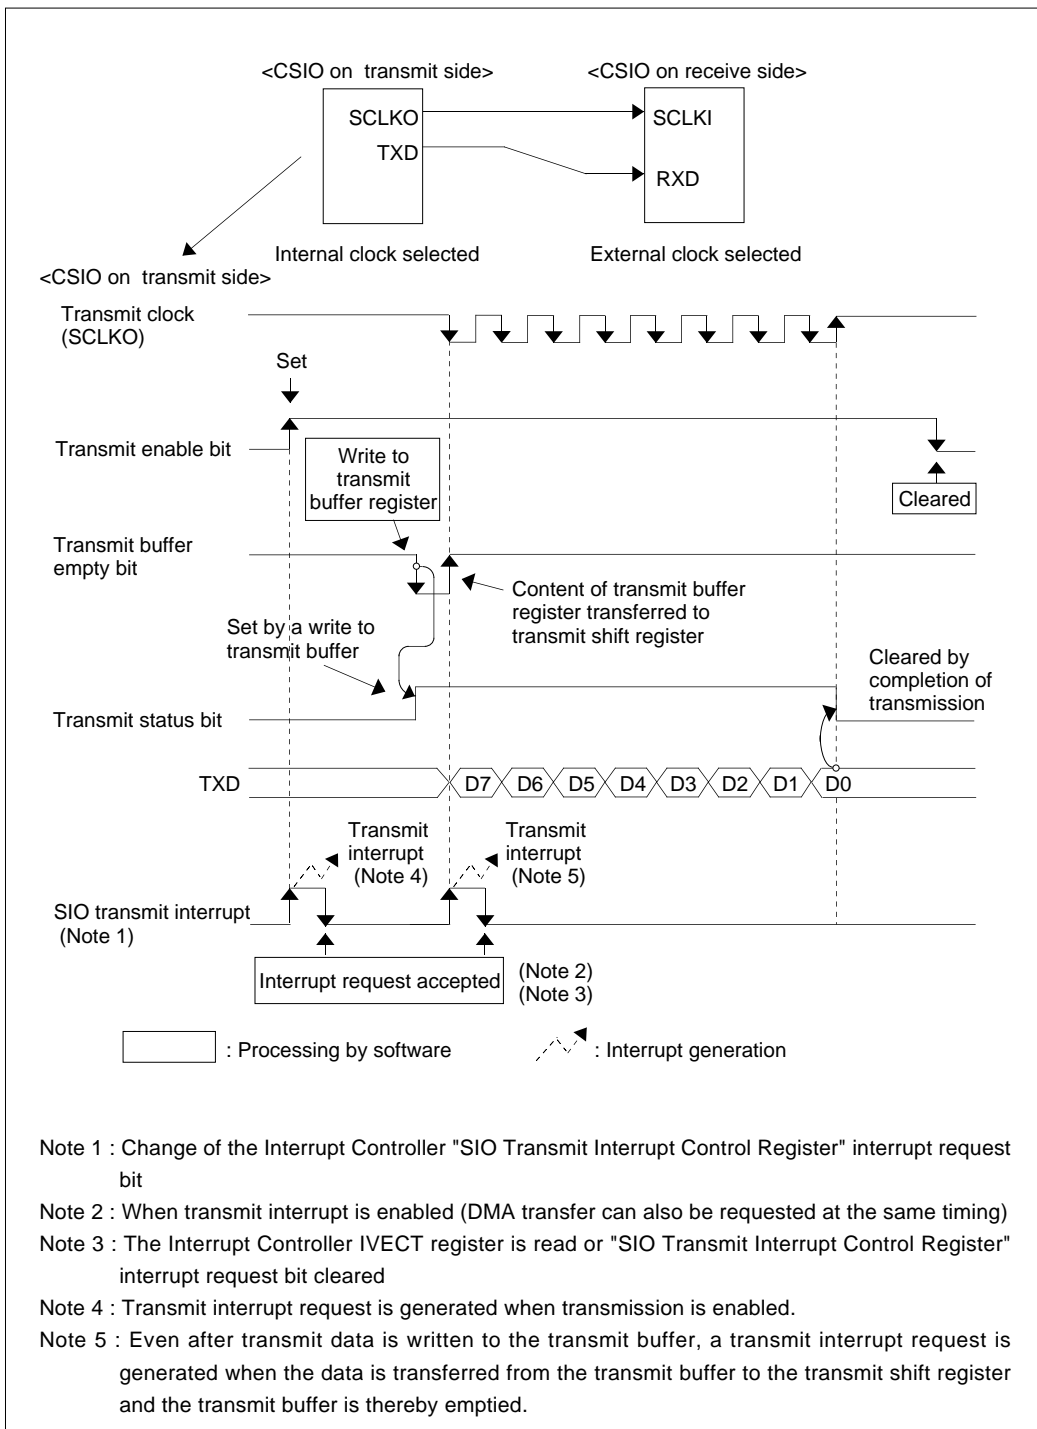 <CSIO on transmit side>
<CSIO on receive side>
SCLKO
SCLKI
TXD
RXD
Internal clock selected
External clock selected
<CSIO on transmit side>
Transmit clock
(SCLKO)
Set
Transmit enable bit
Write to
transmit
buffer register
Cleared
Transmit buffer
empty bit
Content of transmit buffer
register transferred to
transmit shift register
Set by a write to
transmit buffer
Cleared by
completion of
transmission
Transmit status bit
TXD
D7
D6
D5
D4
D3
D2
D1
D0
Transmit
interrupt
(Note 4)
Transmit
interrupt
(Note 5)
SIO transmit interrupt
(Note 1)
Interrupt request accepted
(Note 2)
(Note 3)
: Processing by software
: Interrupt generation
Note 1 : Change of the Interrupt Controller "SIO Transmit Interrupt Control Register" interrupt request
bit
Note 2 : When transmit interrupt is enabled (DMA transfer can also be requested at the same timing)
Note 3 : The Interrupt Controller IVECT register is read or "SIO Transmit Interrupt Control Register"
interrupt request bit cleared
Note 4 : Transmit interrupt request is generated when transmission is enabled.
Note 5 : Even after transmit data is written to the transmit buffer, a transmit interrupt request is
generated when the data is transferred from the transmit buffer to the transmit shift register
and the transmit buffer is thereby emptied.